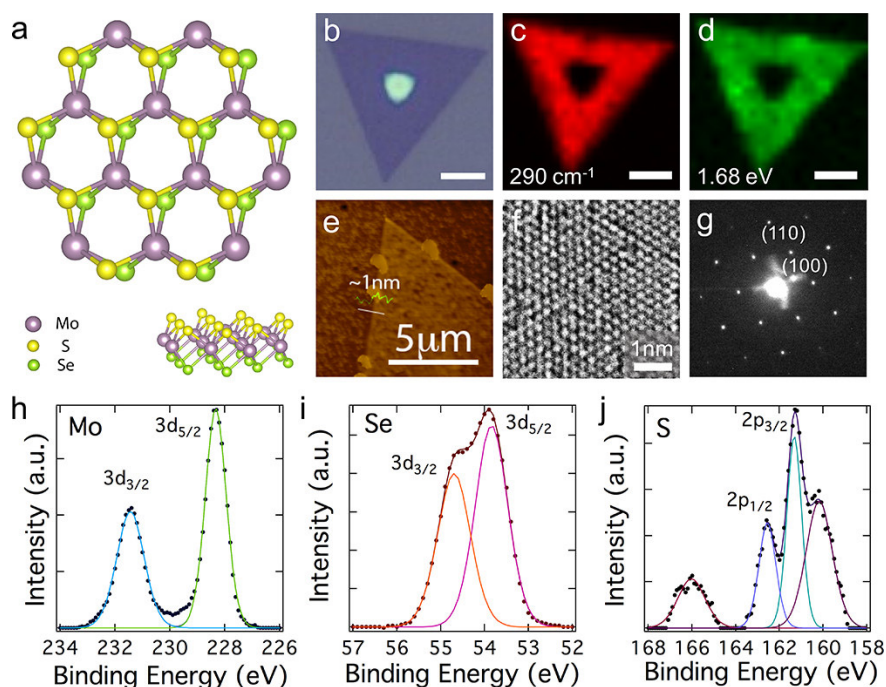 a
Mo
S
Se
b
c
290 cm⁻¹
d
1.68 eV
e
~1nm
5µm
f
1nm
g
(110)
(100)
h
Mo
3d₃/₂
3d₅/₂
Intensity (a.u.)
234 232 230 228 226
Binding Energy (eV)
i
Se
3d₃/₂
3d₅/₂
Intensity (a.u.)
57 56 55 54 53 52
Binding Energy (eV)
j
S
2p₁/₂
2p₃/₂
Intensity (a.u.)
168 166 164 162 160 158
Binding Energy (eV)